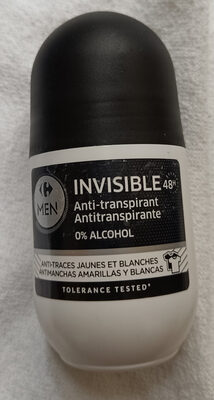 MEN
INVISIBLE 48H
Anti-transpirant
Antitranspirante
0% ALCOHOL
ANTI-TRACES JAUNES ET BLANCHES
ANTIMANCHAS AMARILLAS Y BLANCAS
TOLERANCE TESTED*